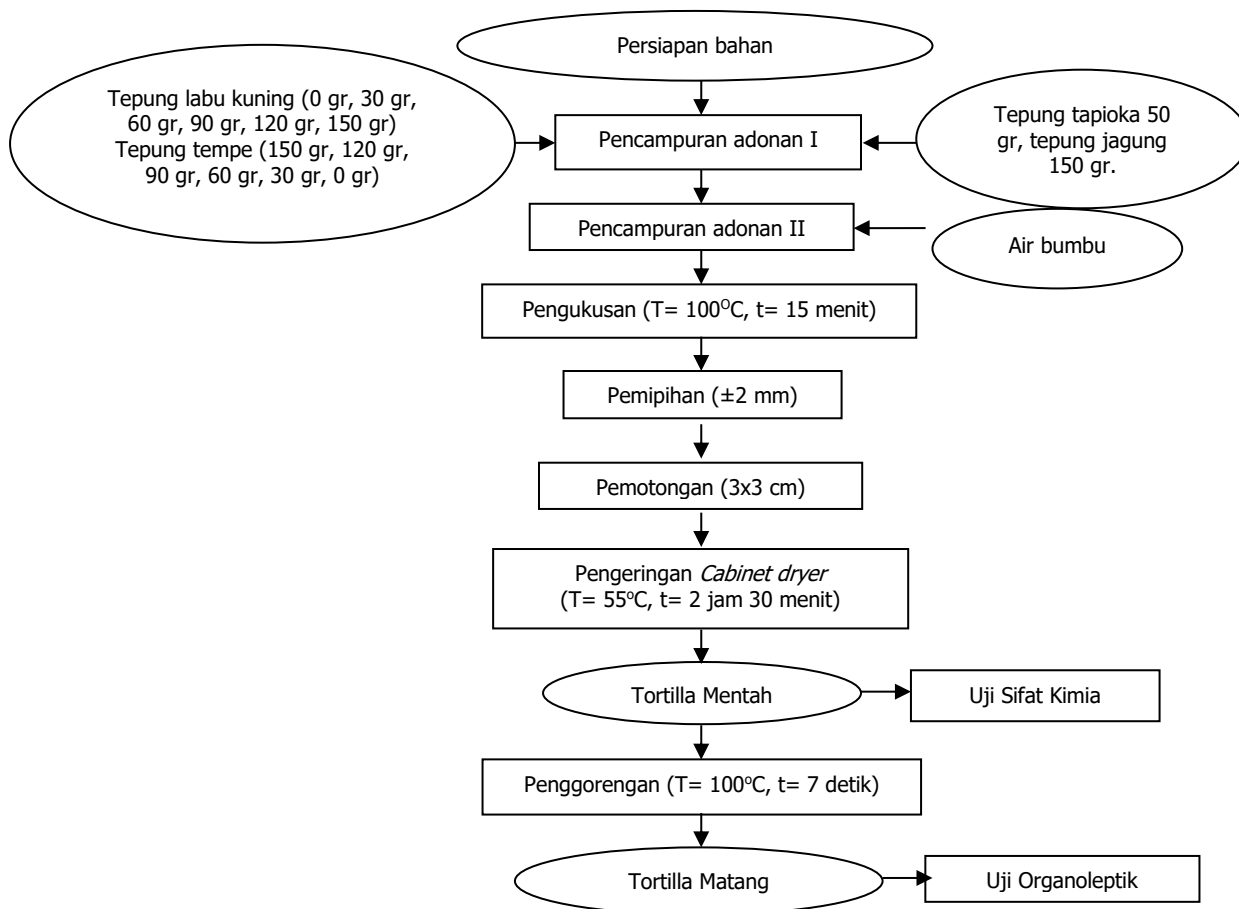 Persiapan bahan
Tepung labu kuning (0 gr, 30 gr,
60 gr, 90 gr, 120 gr, 150 gr)
Tepung tempe (150 gr, 120 gr,
90 gr, 60 gr, 30 gr, 0 gr)
Pencampuran adonan I
Tepung tapioka 50
gr, tepung jagung
150 gr.
Pencampuran adonan II
Air bumbu
Pengukusan (T= 100°C, t= 15 menit)
Pemipihan (±2 mm)
Pemotongan (3x3 cm)
Pengeringan Cabinet dryer
(T= 55°C, t= 2 jam 30 menit)
Tortilla Mentah
Uji Sifat Kimia
Penggorengan (T= 100°C, t= 7 detik)
Tortilla Matang
Uji Organoleptik